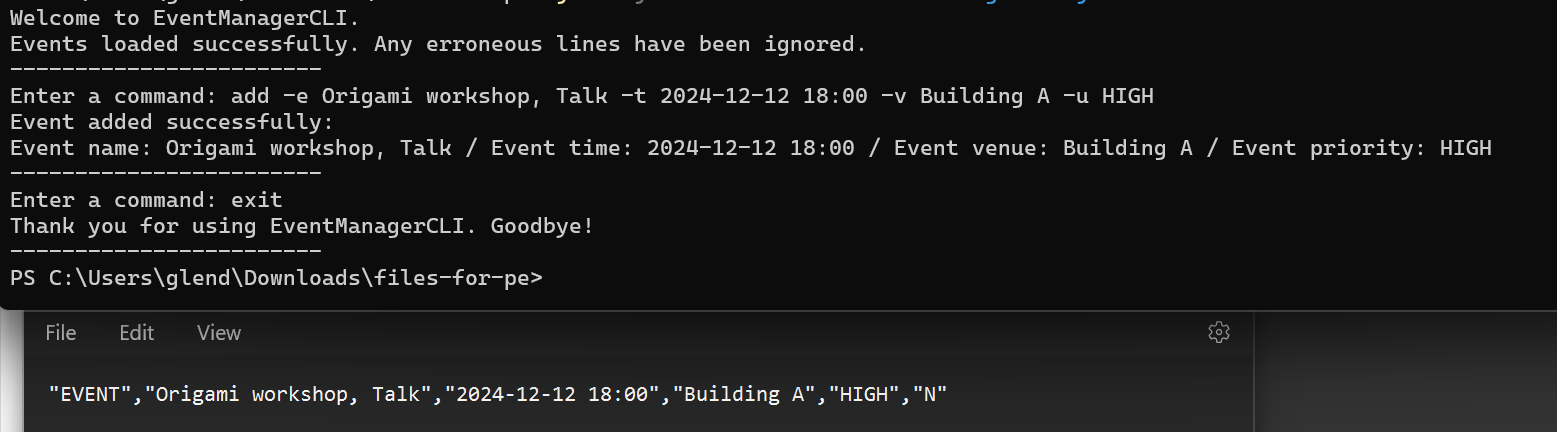 Welcome to EventManagerCLI.
Events loaded successfully. Any erroneous lines have been ignored.
------------------------
Enter a command: add -e Origami workshop, Talk -t 2024-12-12 18:00 -v Building A -u HIGH
Event added successfully:
Event name: Origami workshop, Talk / Event time: 2024-12-12 18:00 / Event venue: Building A / Event priority: HIGH
------------------------
Enter a command: exit
Thank you for using EventManagerCLI. Goodbye!
------------------------
PS C:\Users\glend\Downloads\files-for-pe>
File Edit View
"EVENT","Origami workshop, Talk","2024-12-12 18:00","Building A","HIGH","N"